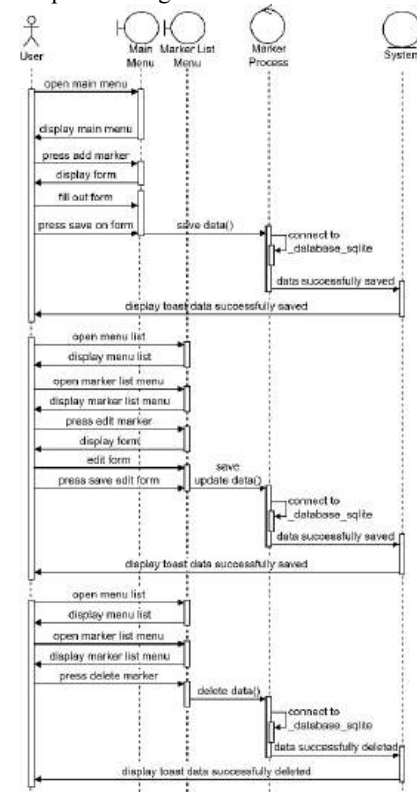 User
Main
Menu
Marker List
Menu
Marker
Process
System
open main menu
display main menu
press add marker
display form
fill out form
press save on form
save data()
connect to
_database_sqlite
data successfully saved
display toast data successfully saved
open menu list
display menu list
open marker list menu
display marker list menu
press edit marker
display form
edit form
press save edit form
save
update data()
connect to
_database_sqlite
data successfully saved
display toast data successfully saved
open menu list
display menu list
open marker list menu
display marker list menu
press delete marker
delete data()
connect to
_database_sqlite
data successfully deleted
display toast data successfully deleted